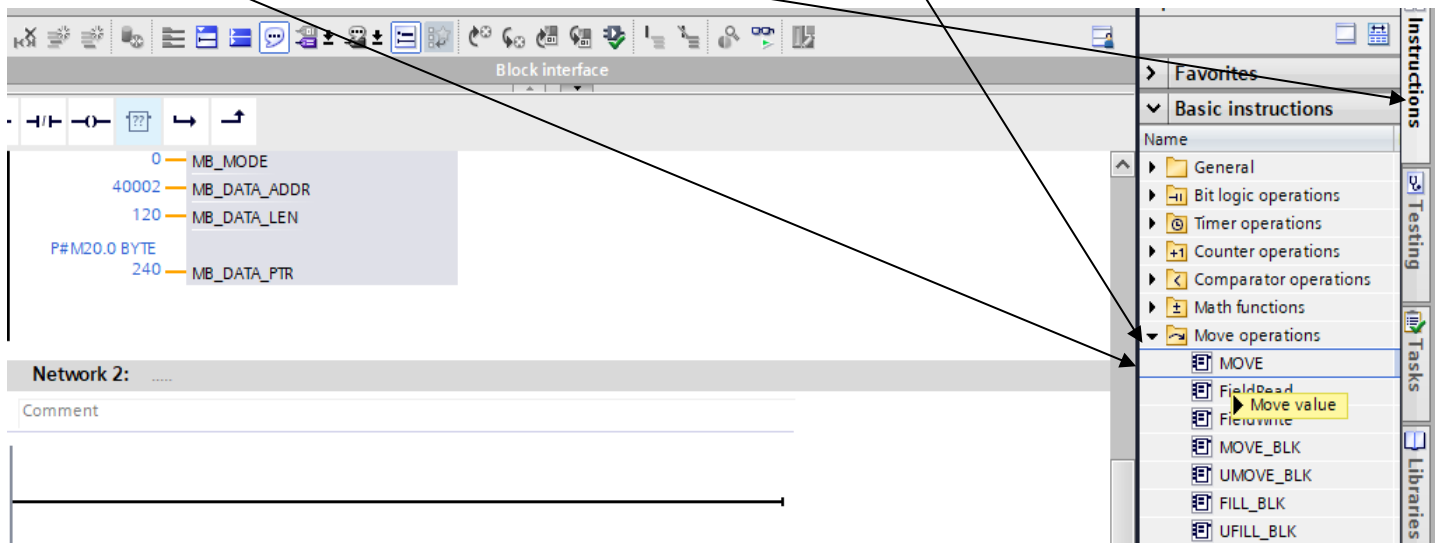 Block interface
??
0 MB_MODE
40002 MB_DATA_ADDR
120 MB_DATA_LEN
P#M20.0 BYTE
240 MB_DATA_PTR
Network 2: .....
Comment
Favorites
Basic instructions
Name
General
Bit logic operations
Timer operations
Counter operations
Comparator operations
Math functions
Move operations
MOVE
FieldRead
Move value
FieldWrite
MOVE_BLK
UMOVE_BLK
FILL_BLK
UFILL_BLK
Instructions
Testing
Tasks
Libraries